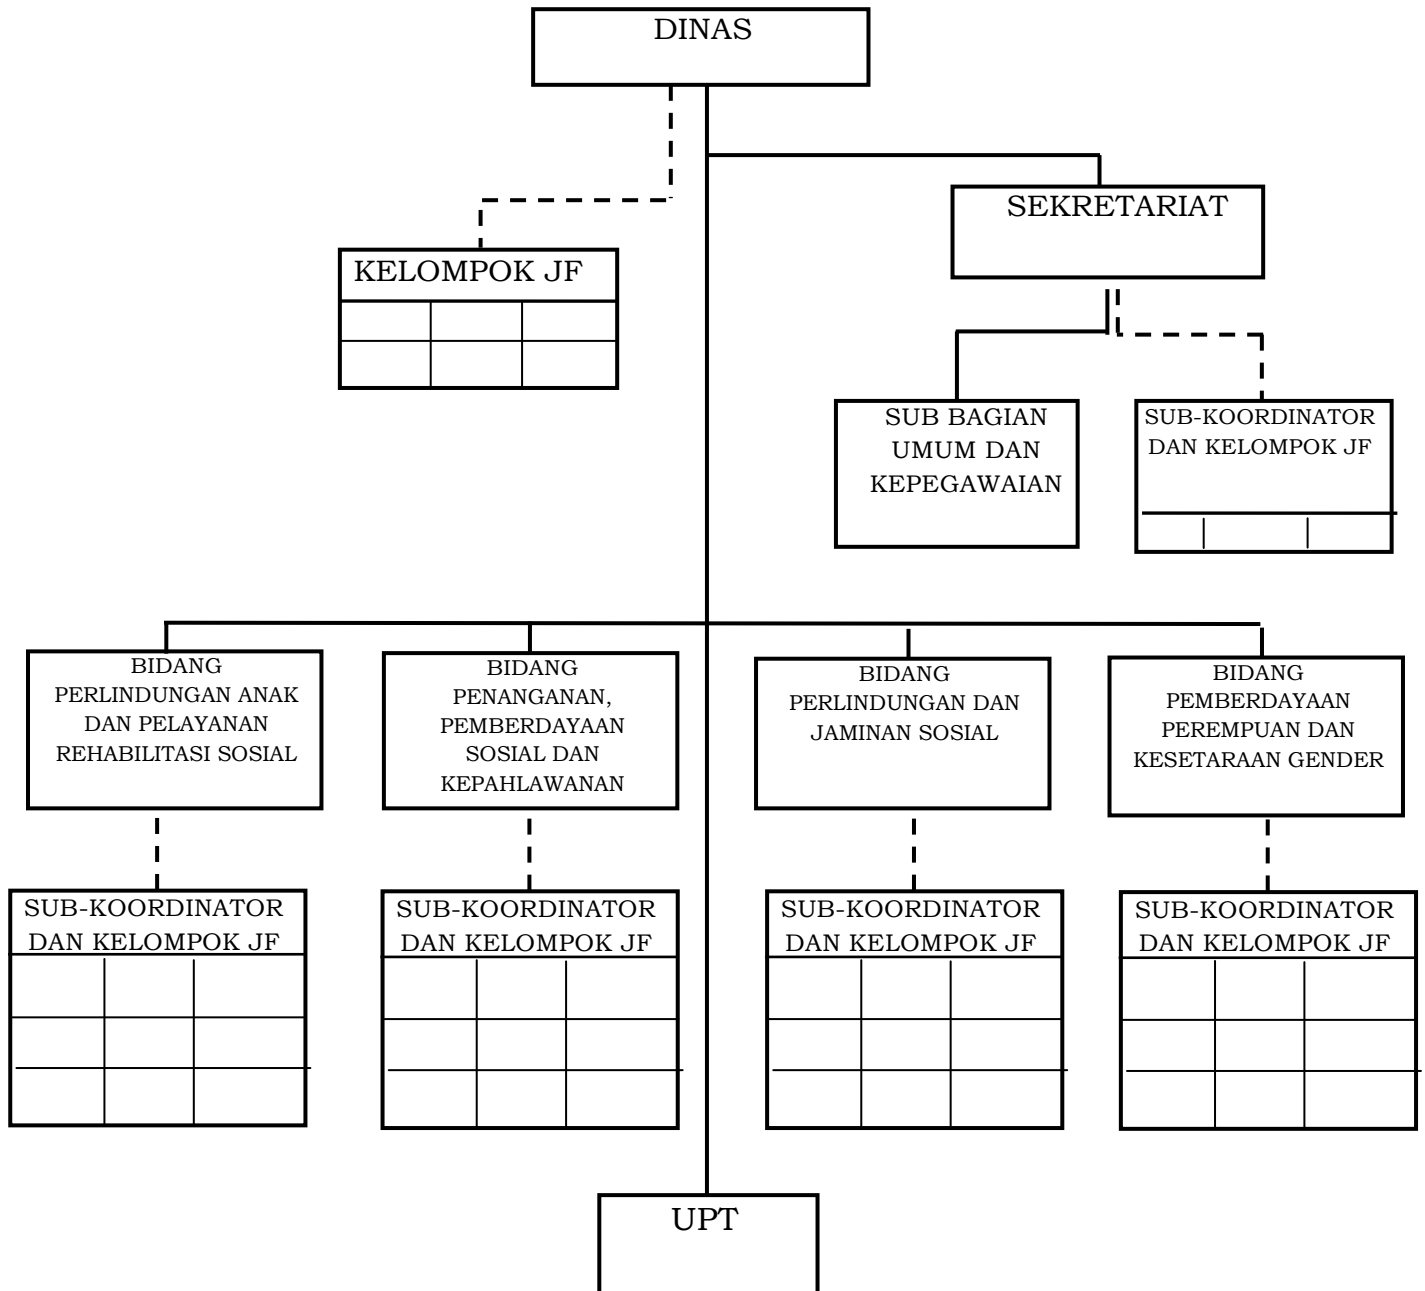 DINAS
SEKRETARIAT
KELOMPOK JF
SUB BAGIAN
UMUM DAN
KEPEGAWAIAN
SUB-KOORDINATOR
DAN KELOMPOK JF
BIDANG
PERLINDUNGAN ANAK
DAN PELAYANAN
REHABILITASI SOSIAL
BIDANG
PENANGANAN,
PEMBERDAYAAN
SOSIAL DAN
KEPAHLAWANAN
BIDANG
PERLINDUNGAN DAN
JAMINAN SOSIAL
BIDANG
PEMBERDAYAAN
PEREMPUAN DAN
KESETARAAN GENDER
SUB-KOORDINATOR
DAN KELOMPOK JF
SUB-KOORDINATOR
DAN KELOMPOK JF
SUB-KOORDINATOR
DAN KELOMPOK JF
SUB-KOORDINATOR
DAN KELOMPOK JF
UPT